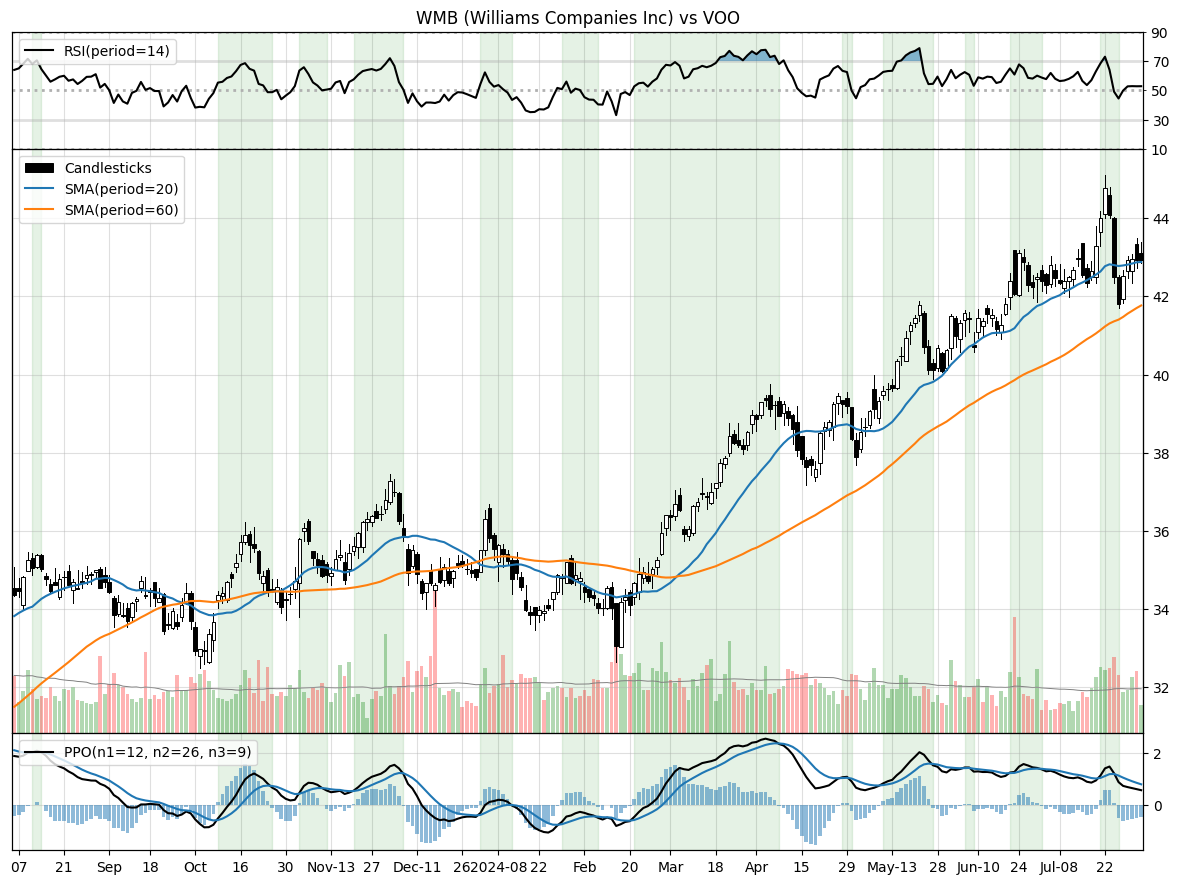 WMB (Williams Companies Inc) vs VOO
RSI(period=14)
90
70
50
30
10
Candlesticks
SMA(period=20)
SMA(period=60)
44
42
40
38
36
34
32
PPO(n1=12, n2=26, n3=9)
2
0
07 21 Sep 18 Oct 16 30 Nov-13 27 Dec-11 26 2024-08 22 Feb 20 Mar 18 Apr 15 29 May-13 28 Jun-10 24 Jul-08 22